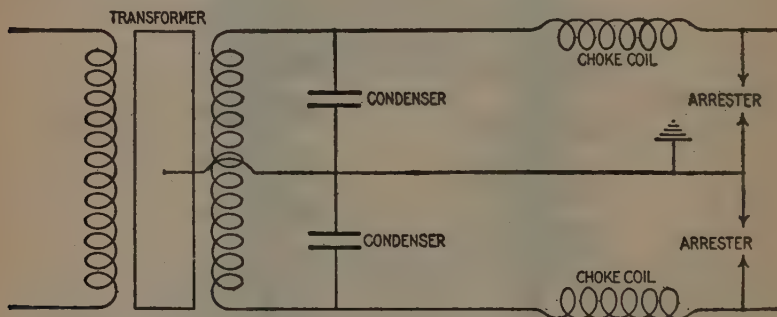 TRANSFORMER
CHOKE COIL
CONDENSER
ARRESTER
CONDENSER
ARRESTER
CHOKE COIL